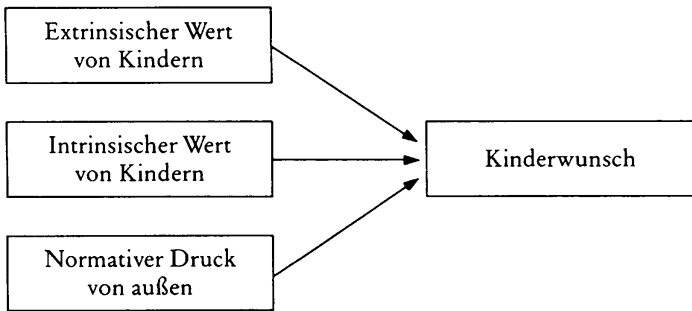 Extrinsischer Wert
von Kindern
Intrinsischer Wert
von Kindern
Kinderwunsch
Normativer Druck
von außen